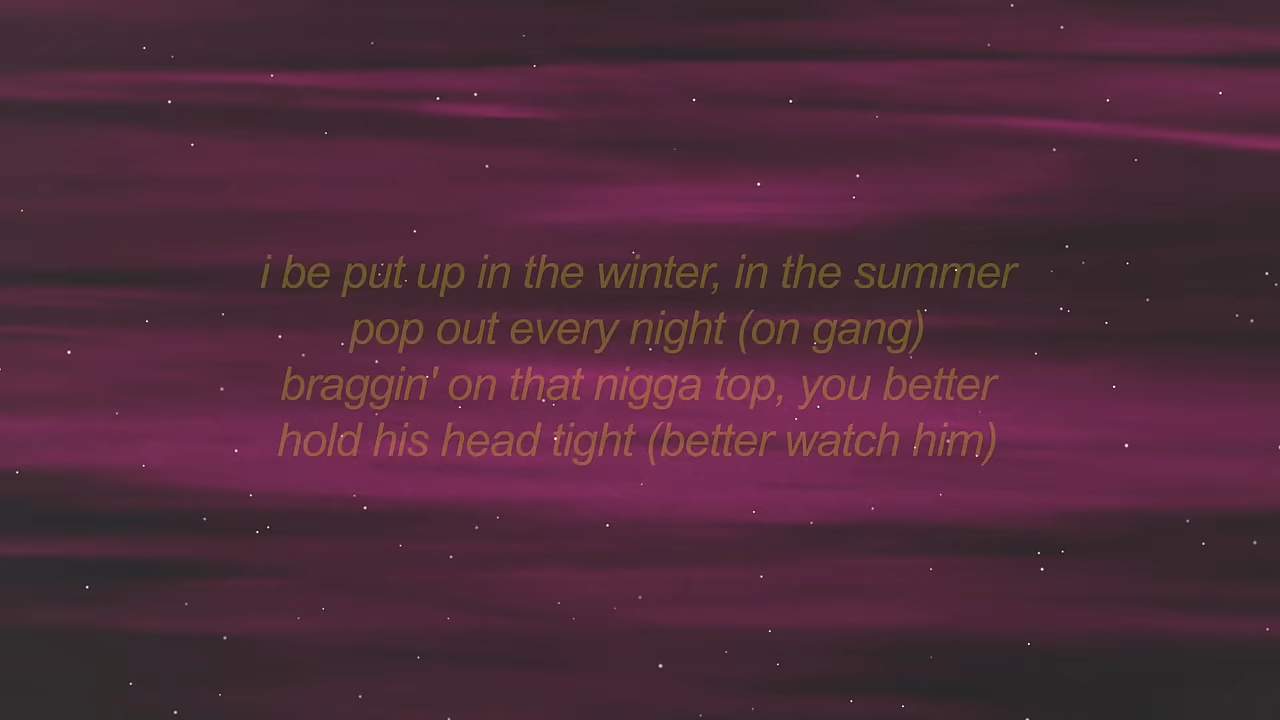 i be put up in the winter, in the summer
pop out every night (on gang)
braggin' on that nigga top, you better
hold his head tight (better watch him)